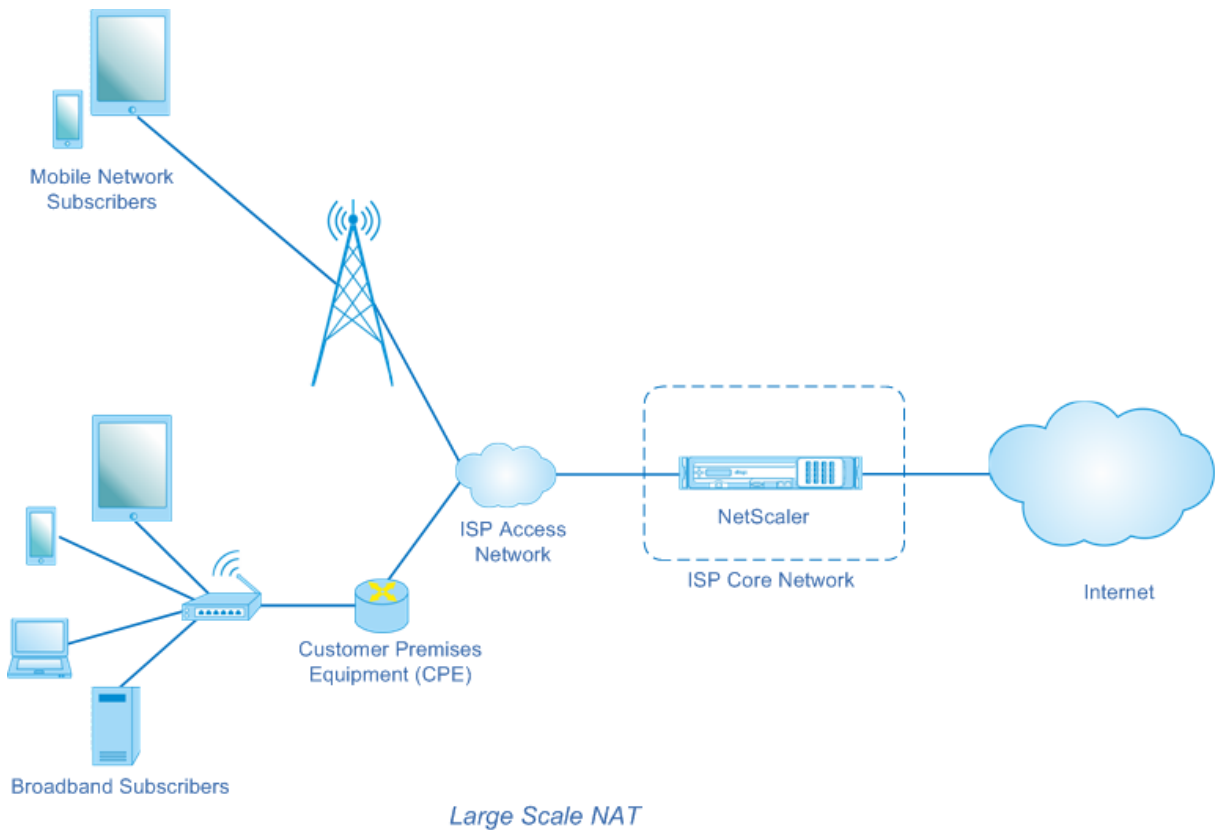 Mobile Network
Subscribers
ISP Access
Network
NetScaler
ISP Core Network
Internet
Customer Premises
Equipment (CPE)
Broadband Subscribers
Large Scale NAT